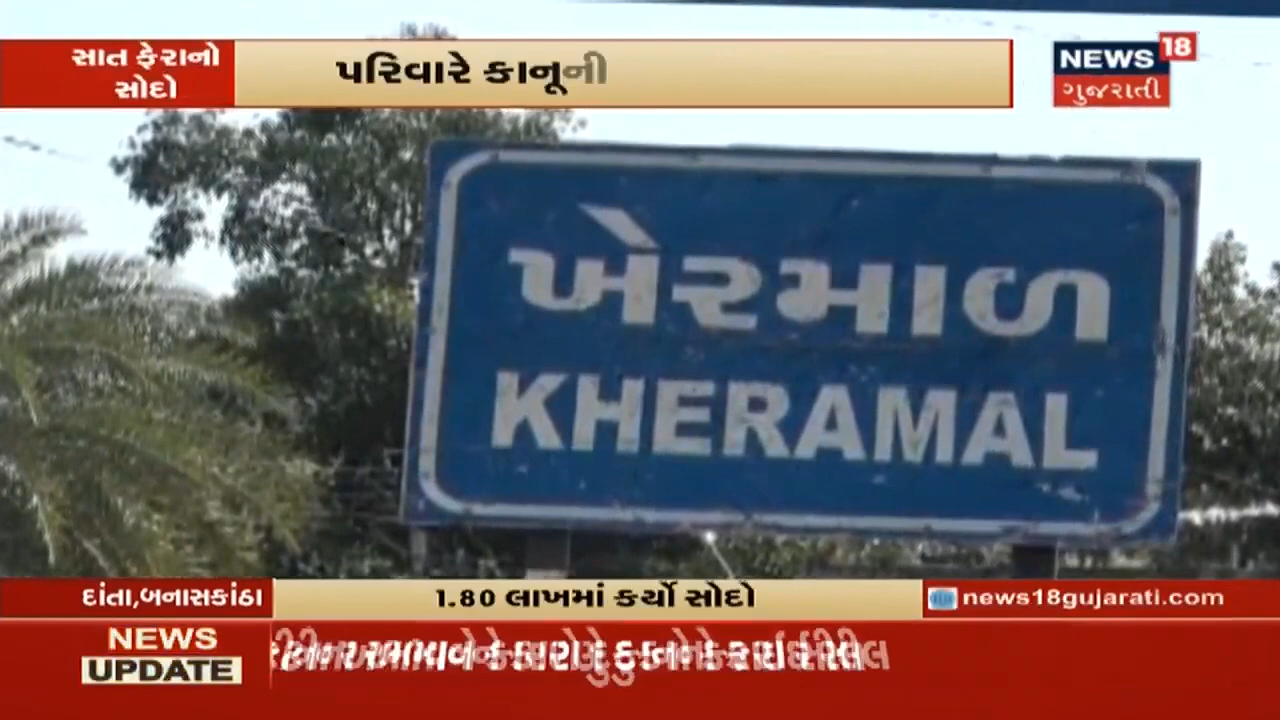 સાત ફેરાનો
સોદો
પરિવારે કાનૂની
NEWS 18
ગુજરાતી
ખેરમાળ
KHERAMAL
દાંતા,બનાસકાંઠા
1.80 લાખમાં કર્યો સોદો
news18gujarati.com
NEWS
UPDATE